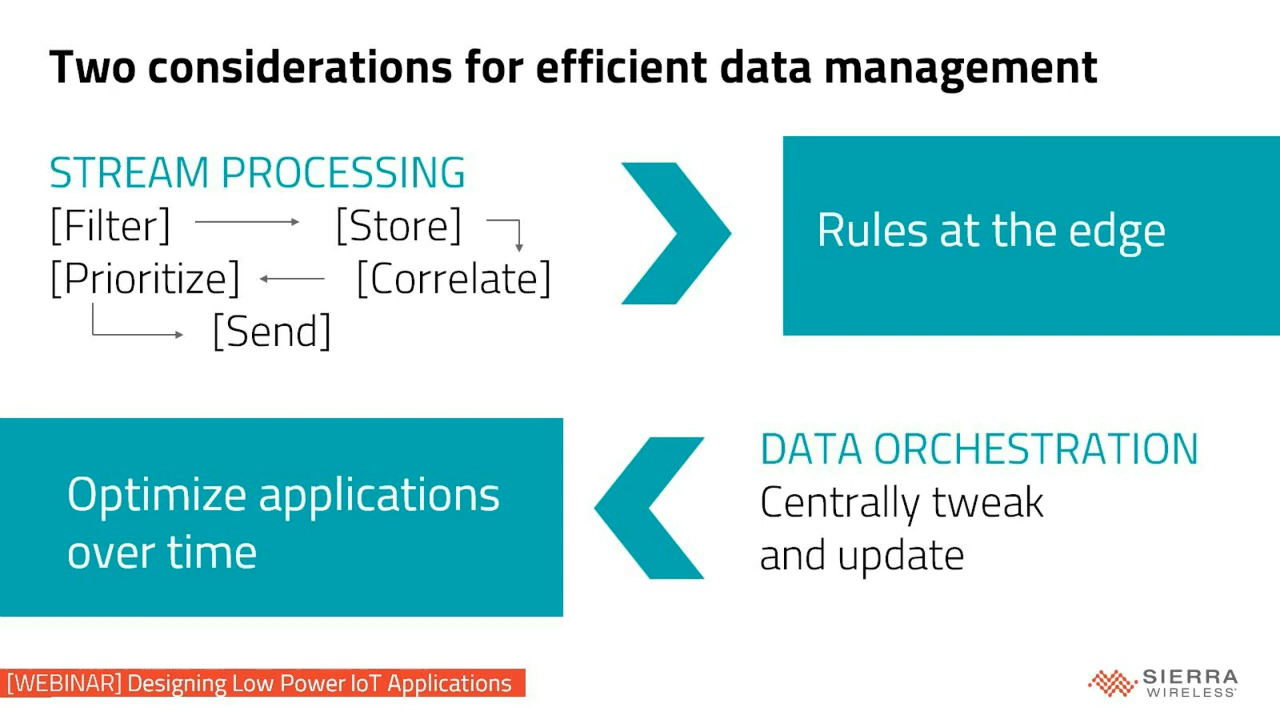 Two considerations for efficient data management
STREAM PROCESSING
[Filter] [Store]
[Prioritize] [Correlate]
[Send]
Rules at the edge
Optimize applications
over time
DATA ORCHESTRATION
Centrally tweak
and update
[WEBINAR] Designing Low Power IoT Applications
SIERRA
WIRELESS